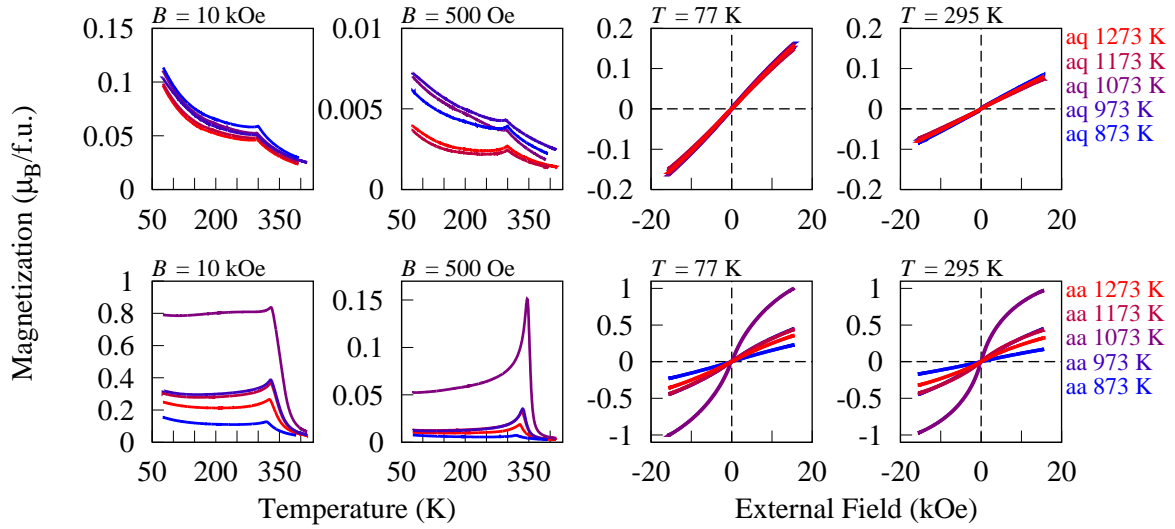 B = 10 kOe
B = 500 Oe
T = 77 K
T = 295 K
0.15
0.1
0.05
0
50 200 350
0.01
0.005
0
50 200 350
0.2
0.1
0
-0.1
-0.2
-20 0 20
0.2
0.1
0
-0.1
-0.2
-20 0 20
aq 1273 K
aq 1173 K
aq 1073 K
aq 973 K
aq 873 K
Magnetization (μB/f.u.)
B = 10 kOe
B = 500 Oe
T = 77 K
T = 295 K
1
0.8
0.6
0.4
0.2
0
50 200 350
0.15
0.1
0.05
0
50 200 350
1
0.5
0
-0.5
-1
-20 0 20
1
0.5
0
-0.5
-1
-20 0 20
aa 1273 K
aa 1173 K
aa 1073 K
aa 973 K
aa 873 K
Temperature (K)
External Field (kOe)